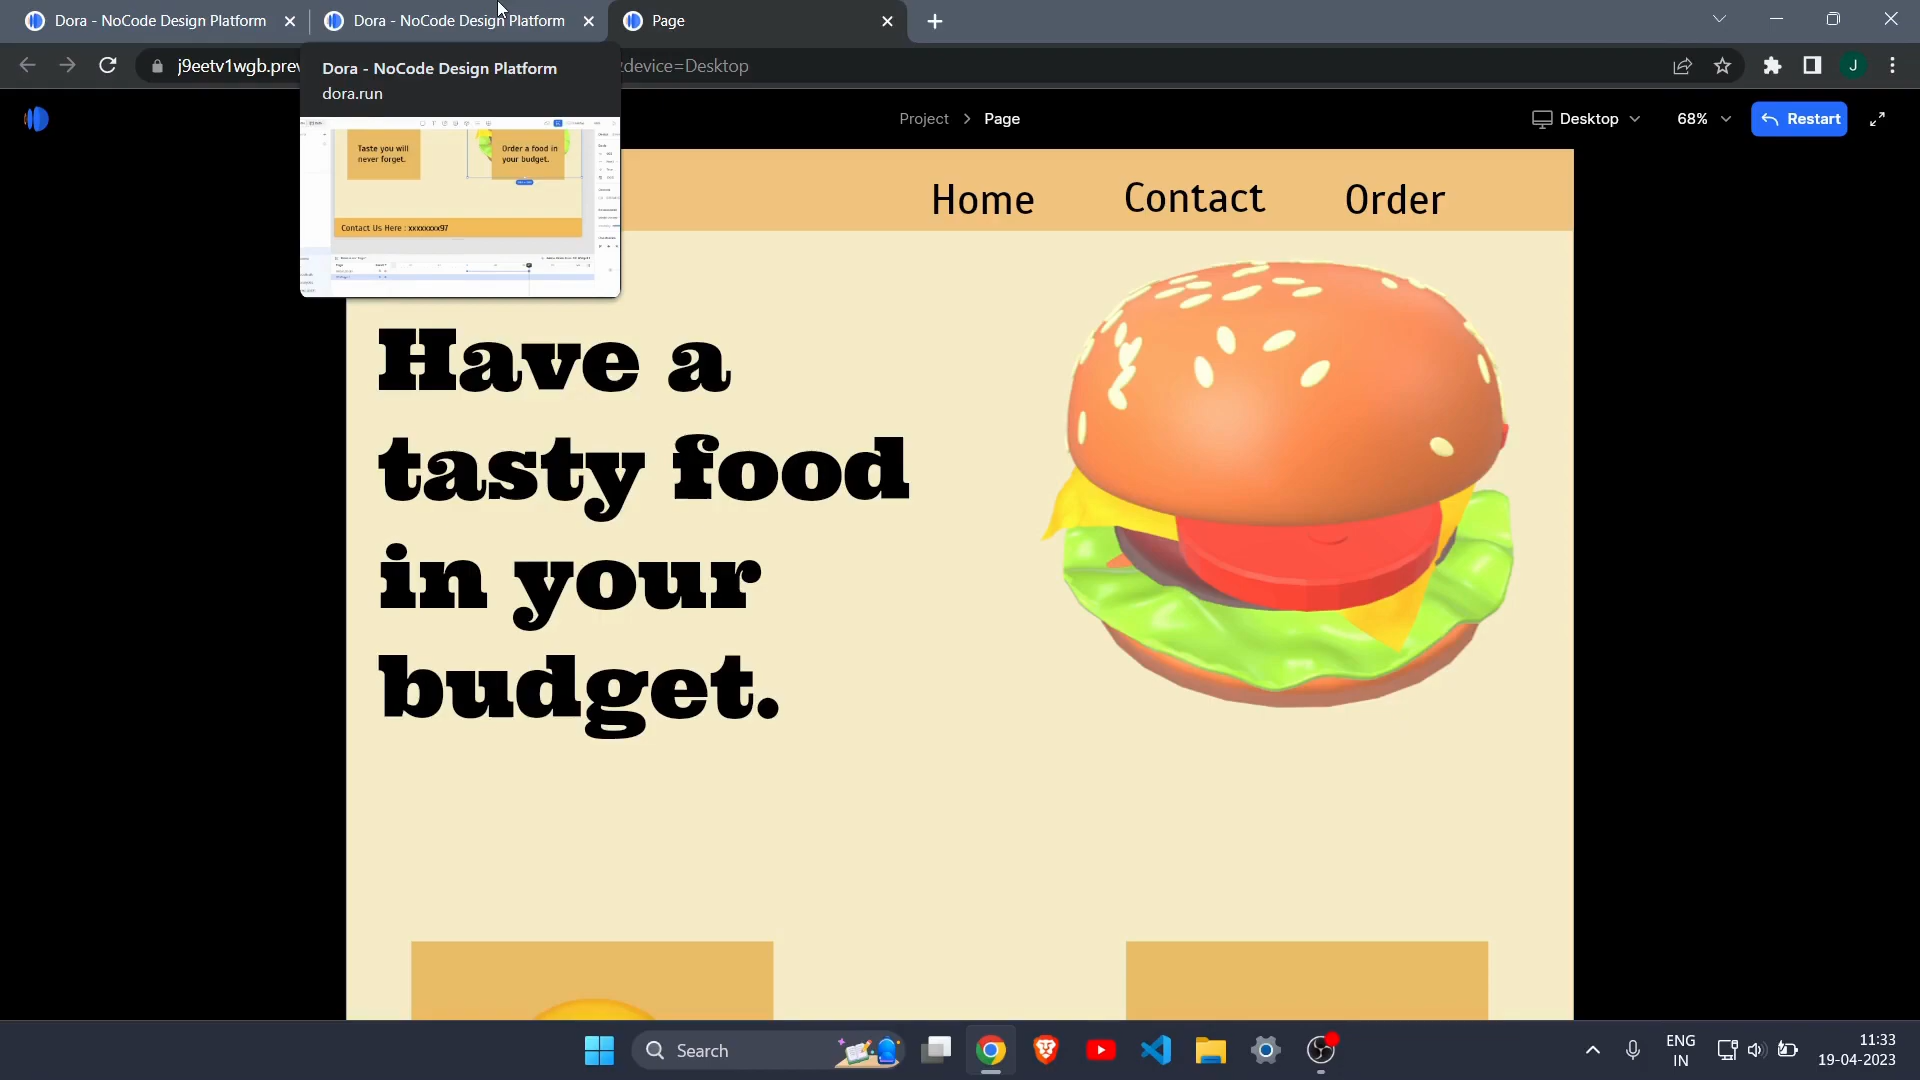 Dora - NoCode Design Platform
Dora - NoCode Design Platform
Page
j9eetv1wgb.prev
device=Desktop
J
Dora - NoCode Design Platform
dora.run
Taste you will
never forget.
Order a food in
your budget.
Contact Us Here : xxxxxxxx97
Project > Page
Desktop
68%
Restart
Home
Contact
Order
Have a
tasty food
in your
budget.
Search
ENG
IN
11:33
19-04-2023